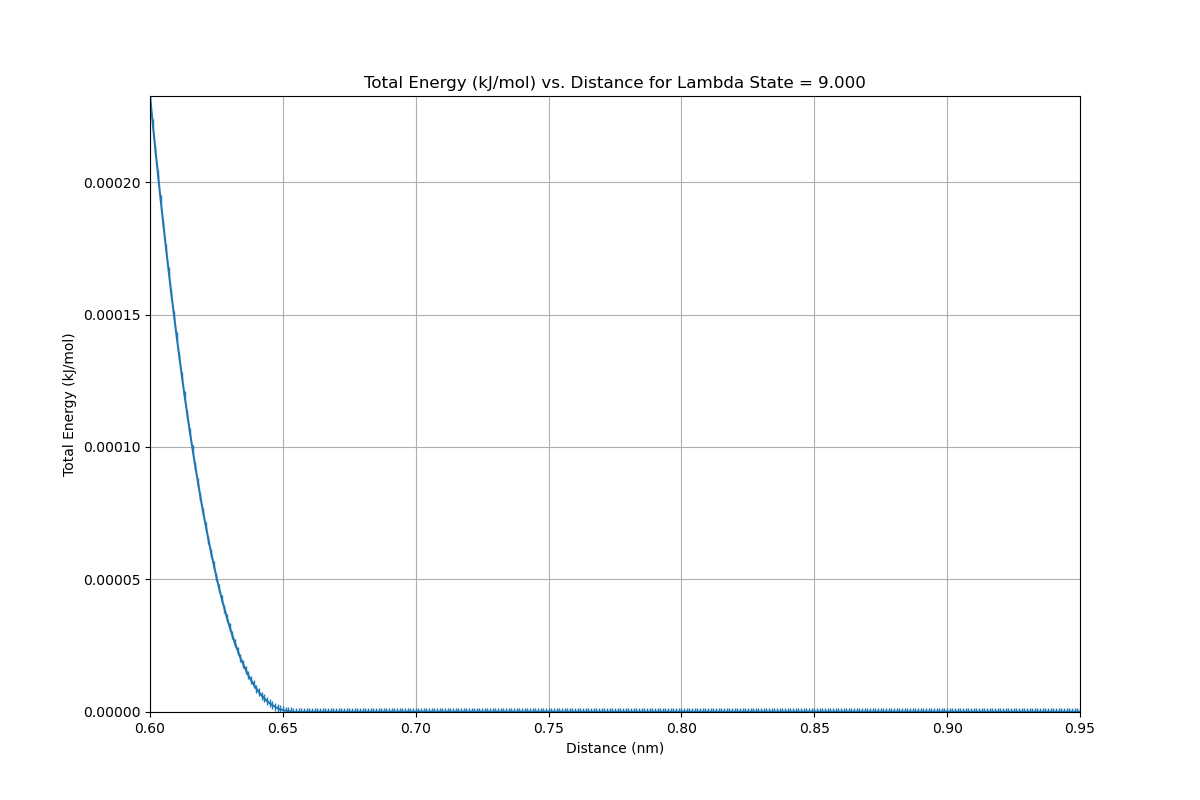 Total Energy (kJ/mol) vs. Distance for Lambda State = 9.000
Total Energy (kJ/mol)
0.00020
0.00015
0.00010
0.00005
0.00000
0.60 0.65 0.70 0.75 0.80 0.85 0.90 0.95
Distance (nm)